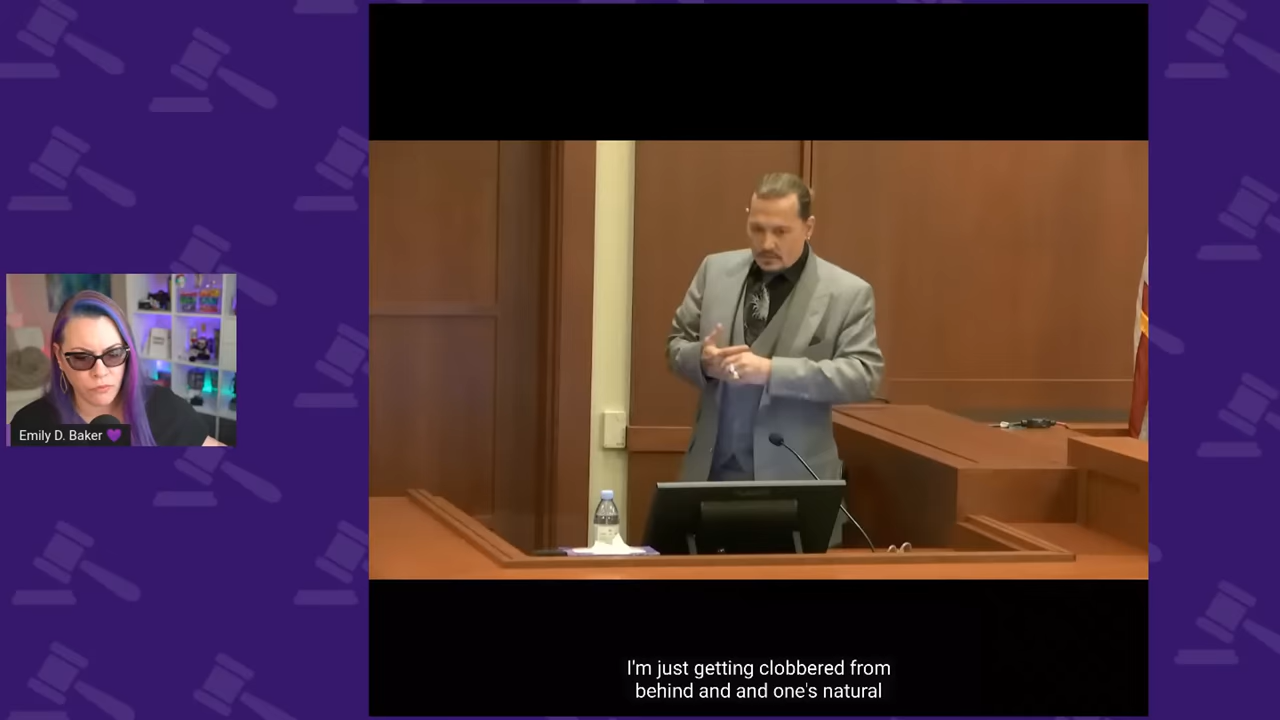 Emily D. Baker 💜
I'm just getting clobbered from
behind and and one's natural